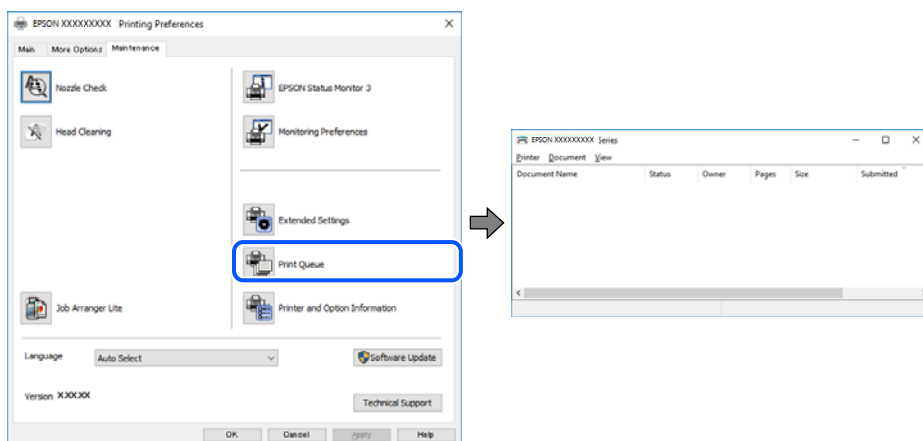 EPSON XXXXXXXXX Printing Preferences
Main More Options Maintenance
Nozzle Check
EPSON Status Monitor 3
Head Cleaning
Monitoring Preferences
Extended Settings
Print Queue
Job Arranger Lite
Printer and Option Information
Language Auto Select
Software Update
Version X.XX.XX
Technical Support
OK Cancel Apply Help
EPSON XXXXXXXXX Series
Printer Document View
Document Name Status Owner Pages Size Submitted